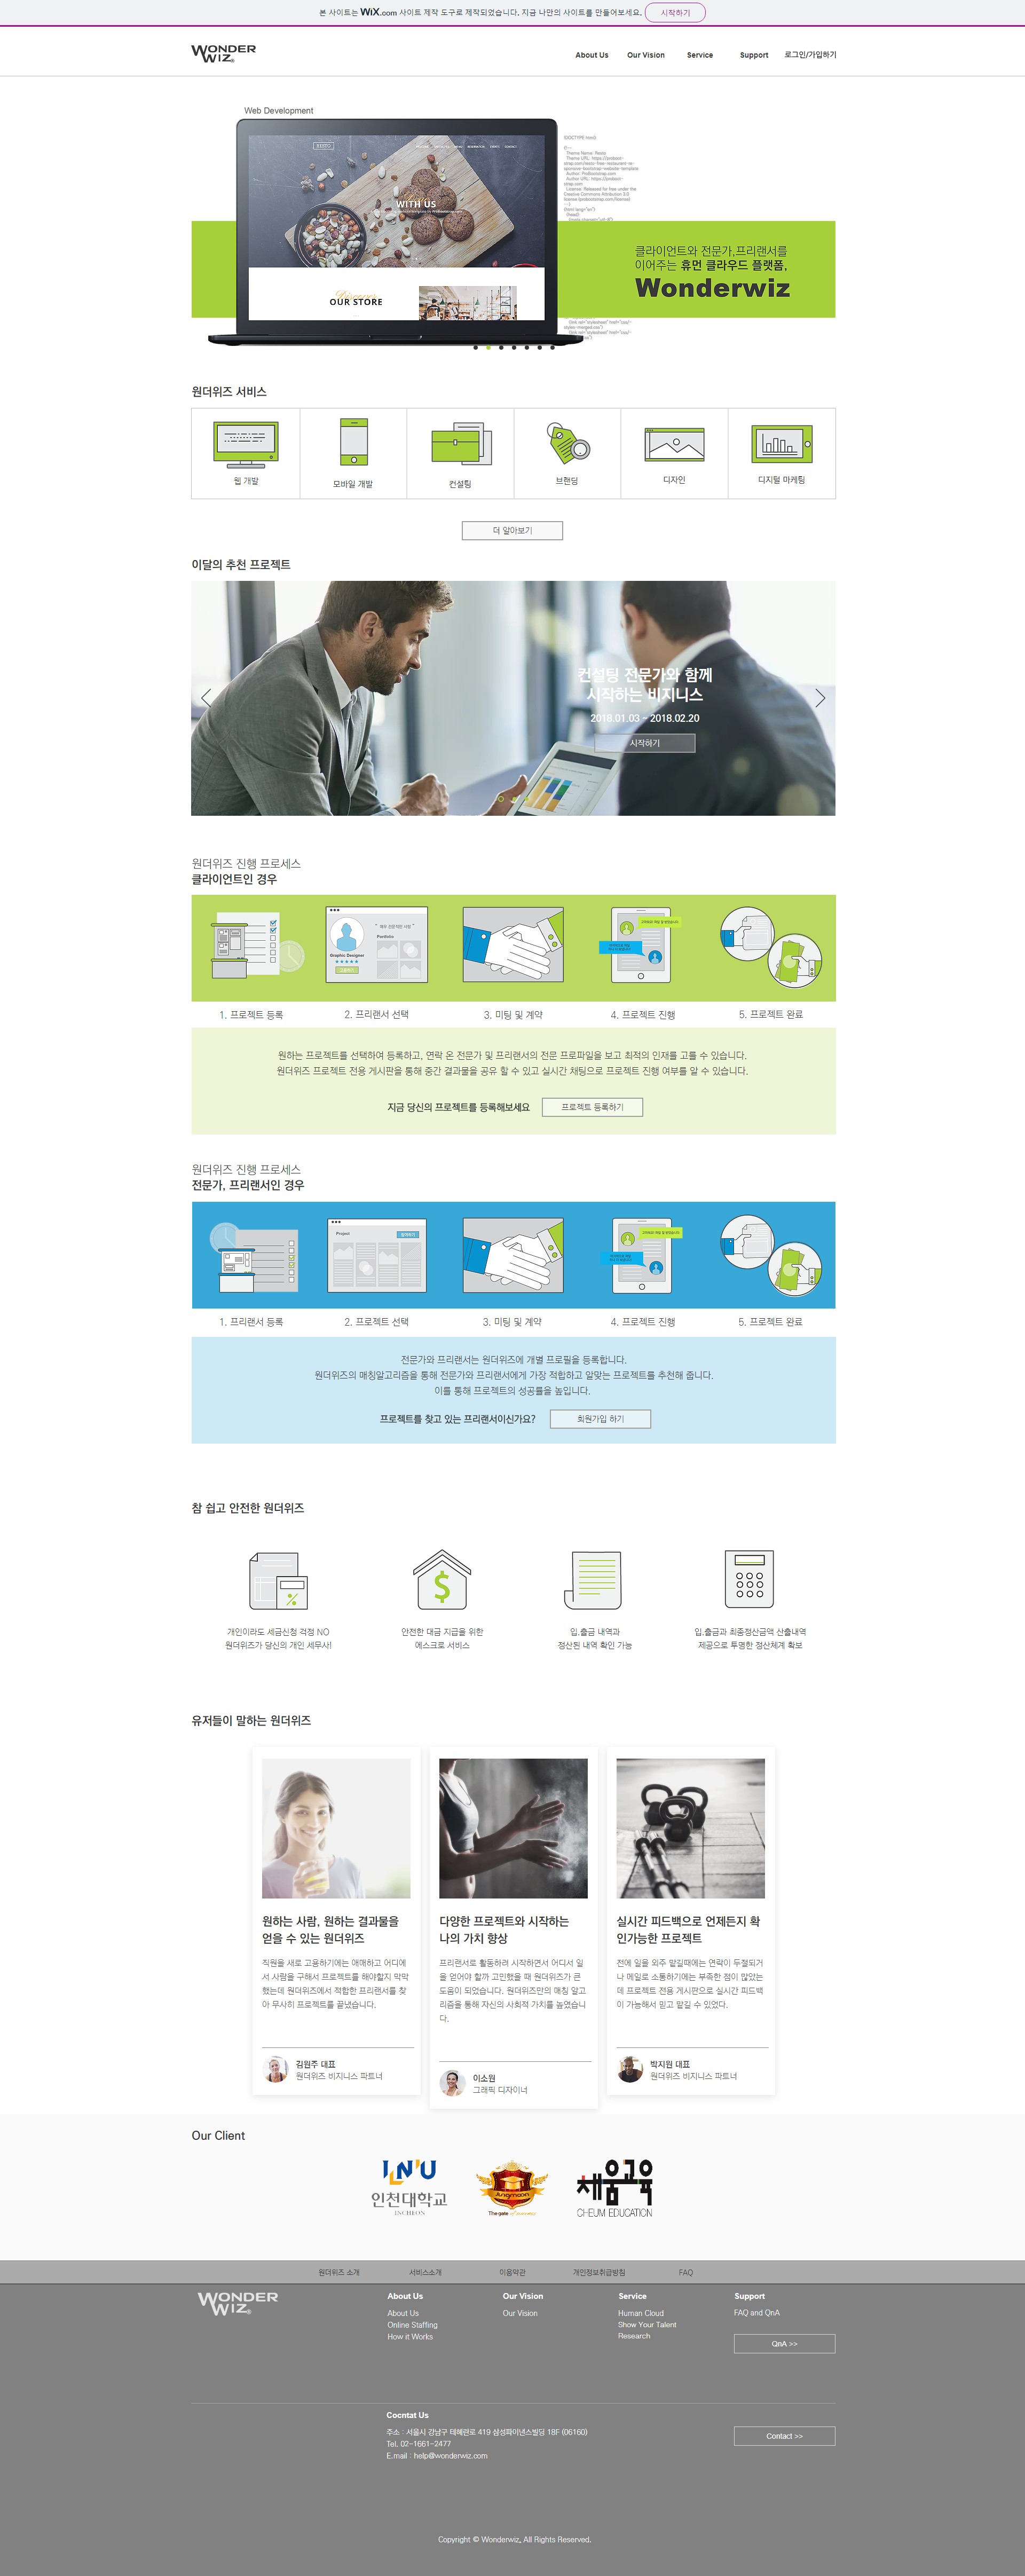 본 사이트는 WiX.com 사이트 제작 도구로 제작되었습니다. 지금 나만의 사이트를 만들어보세요. 시작하기
WONDER
WIZ
About Us Our Vision Service Support 로그인/가입하기
Web Development
WITH US
OUR STORE
클라이언트와 전문가,프리랜서를
이어주는 휴먼 클라우드 플랫폼,
Wonderwiz
원더위즈 서비스
웹 개발 모바일 개발 컨설팅 브랜딩 디자인 디지털 마케팅
더 알아보기
이달의 추천 프로젝트
컨설팅 전문가와 함께
시작하는 비지니스
2018.01.03 - 2018.02.20
시작하기
원더위즈 진행 프로세스
클라이언트인 경우
Portfolio
Graphic Designer
1. 프로젝트 등록 2. 프리랜서 선택 3. 미팅 및 계약 4. 프로젝트 진행 5. 프로젝트 완료
원하는 프로젝트를 선택하여 등록하고, 연락 온 전문가 및 프리랜서의 전문 프로파일을 보고 최적의 인재를 고를 수 있습니다.
원더위즈 프로젝트 전용 게시판을 통해 중간 결과물을 공유 할 수 있고 실시간 채팅으로 프로젝트 진행 여부를 알 수 있습니다.
지금 당신의 프로젝트를 등록해보세요 프로젝트 등록하기
원더위즈 진행 프로세스
전문가, 프리랜서인 경우
Project
1. 프리랜서 등록 2. 프로젝트 선택 3. 미팅 및 계약 4. 프로젝트 진행 5. 프로젝트 완료
전문가와 프리랜서는 원더위즈에 개별 프로필을 등록합니다.
원더위즈의 매칭알고리즘을 통해 전문가와 프리랜서에게 가장 적합하고 알맞는 프로젝트를 추천해 줍니다.
이를 통해 프로젝트의 성공률을 높입니다.
프로젝트를 찾고 있는 프리랜서이신가요? 회원가입 하기
참 쉽고 안전한 원더위즈
개인이라도 세금신청 걱정 NO
원더위즈가 당신의 개인 세무사!
안전한 대금 지급을 위한
에스크로 서비스
입.출금 내역과
정산된 내역 확인 가능
입.출금과 최종정산금액 산출내역
제공으로 투명한 정산체계 확보
유저들이 말하는 원더위즈
원하는 사람, 원하는 결과물을
얻을 수 있는 원더위즈
직원을 새로 고용하기에는 애매하고 어디에
서 사람을 구해서 프로젝트를 해야할지 막막
했는데 원더위즈에서 적합한 프리랜서를 찾
아 무사히 프로젝트를 끝냈습니다.
김원주 대표
원더위즈 비지니스 파트너
다양한 프로젝트와 시작하는
나의 가치 향상
프리랜서로 활동하려 시작하면서 어디서 일
을 얻어야 할까 고민했을 때 원더위즈가 큰
도움이 되었습니다. 원더위즈만의 매칭 알고
리즘을 통해 자신의 사회적 가치를 높였습니
다.
이소원
그래픽 디자이너
실시간 피드백으로 언제든지 확
인가능한 프로젝트
전에 일을 외주 맡길때에는 연락이 두절되거
나 메일로 소통하기에는 부족한 점이 많았는
데 프로젝트 전용 게시판으로 실시간 피드백
이 가능해서 믿고 맡길 수 있었다.
박지원 대표
원더위즈 비지니스 파트너
Our Client
INU
인천대학교
INCHEON
The gate
채움교육
CHEUM EDUCATION
원더위즈 소개 서비스소개 이용약관 개인정보취급방침 FAQ
WONDER
WIZ
About Us
About Us
Online Staffing
How it Works
Our Vision
Our Vision
Service
Human Cloud
Show Your Talent
Research
Support
FAQ and QnA
QnA >>
Cocntat Us
주소 : 서울시 강남구 테헤란로 419 삼성파이낸스빌딩 18F (06160)
Tel. 02-1661-2477
E.mail : help@wonderwiz.com
Contact >>
Copyright © Wonderwiz, All Rights Reserved.